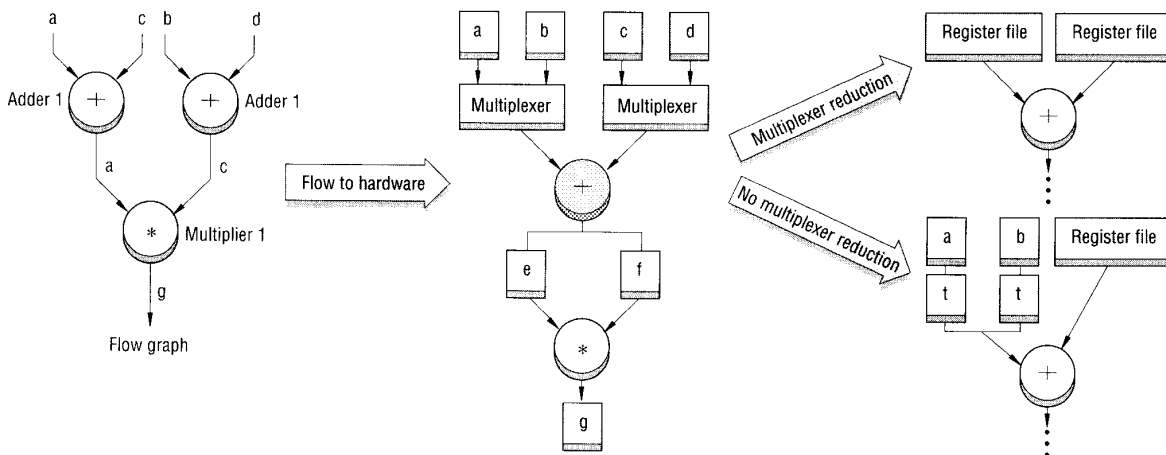 a c b d
Adder 1 + + Adder 1
a c
* Multiplier 1
g
Flow graph
Flow to hardware
a b c d
Multiplexer Multiplexer
+
e f
*
g
Multiplexer reduction
No multiplexer reduction
Register file Register file
+
a b Register file
t t
+